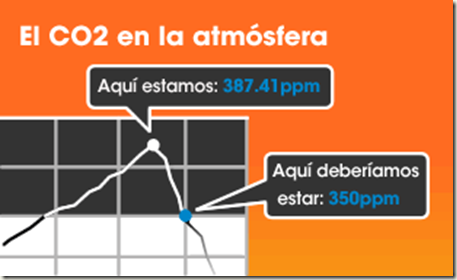 El CO2 en la atmósfera
Aquí estamos: 387.41ppm
Aquí deberíamos
estar: 350ppm